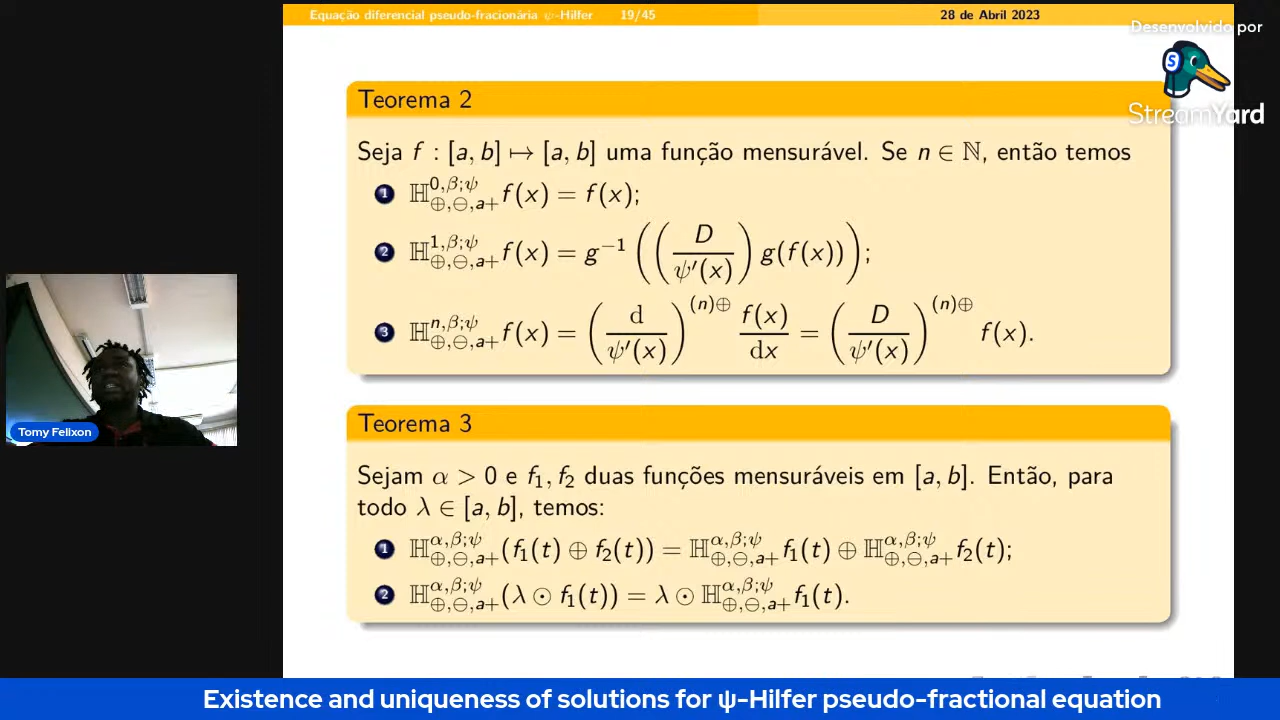 Equação diferencial pseudo-fracionária ψ-Hilfer 19/45 28 de Abril 2023
Desenvolvido por
StreamYard
Teorema 2
Seja f : [a, b] ↦ [a, b] uma função mensurável. Se n ∈ ℕ, então temos
1 ℍ^{0,β;ψ}_{⊕,⊖,a+} f(x) = f(x);
2 ℍ^{1,β;ψ}_{⊕,⊖,a+} f(x) = g^{−1} ( ( D / ψ′(x) ) g(f(x)) );
3 ℍ^{n,β;ψ}_{⊕,⊖,a+} f(x) = ( d / ψ′(x) )^{(n)⊕} f(x) / dx = ( D / ψ′(x) )^{(n)⊕} f(x).
Teorema 3
Sejam α > 0 e f₁, f₂ duas funções mensuráveis em [a, b]. Então, para
todo λ ∈ [a, b], temos:
1 ℍ^{α,β;ψ}_{⊕,⊖,a+} (f₁(t) ⊕ f₂(t)) = ℍ^{α,β;ψ}_{⊕,⊖,a+} f₁(t) ⊕ ℍ^{α,β;ψ}_{⊕,⊖,a+} f₂(t);
2 ℍ^{α,β;ψ}_{⊕,⊖,a+} (λ ⊙ f₁(t)) = λ ⊙ ℍ^{α,β;ψ}_{⊕,⊖,a+} f₁(t).
Tomy Felixon
Existence and uniqueness of solutions for ψ-Hilfer pseudo-fractional equation